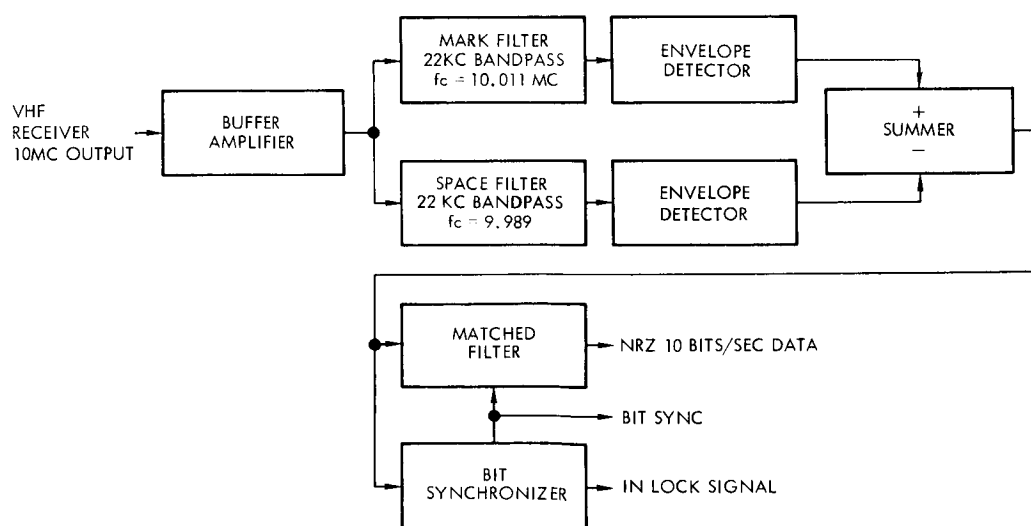 VHF
RECEIVER
10MC OUTPUT
BUFFER
AMPLIFIER
MARK FILTER
22KC BANDPASS
fc = 10.011 MC
ENVELOPE
DETECTOR
+
SUMMER
−
SPACE FILTER
22 KC BANDPASS
fc = 9.989
ENVELOPE
DETECTOR
MATCHED
FILTER
NRZ 10 BITS/SEC DATA
BIT SYNC
BIT
SYNCHRONIZER
IN LOCK SIGNAL